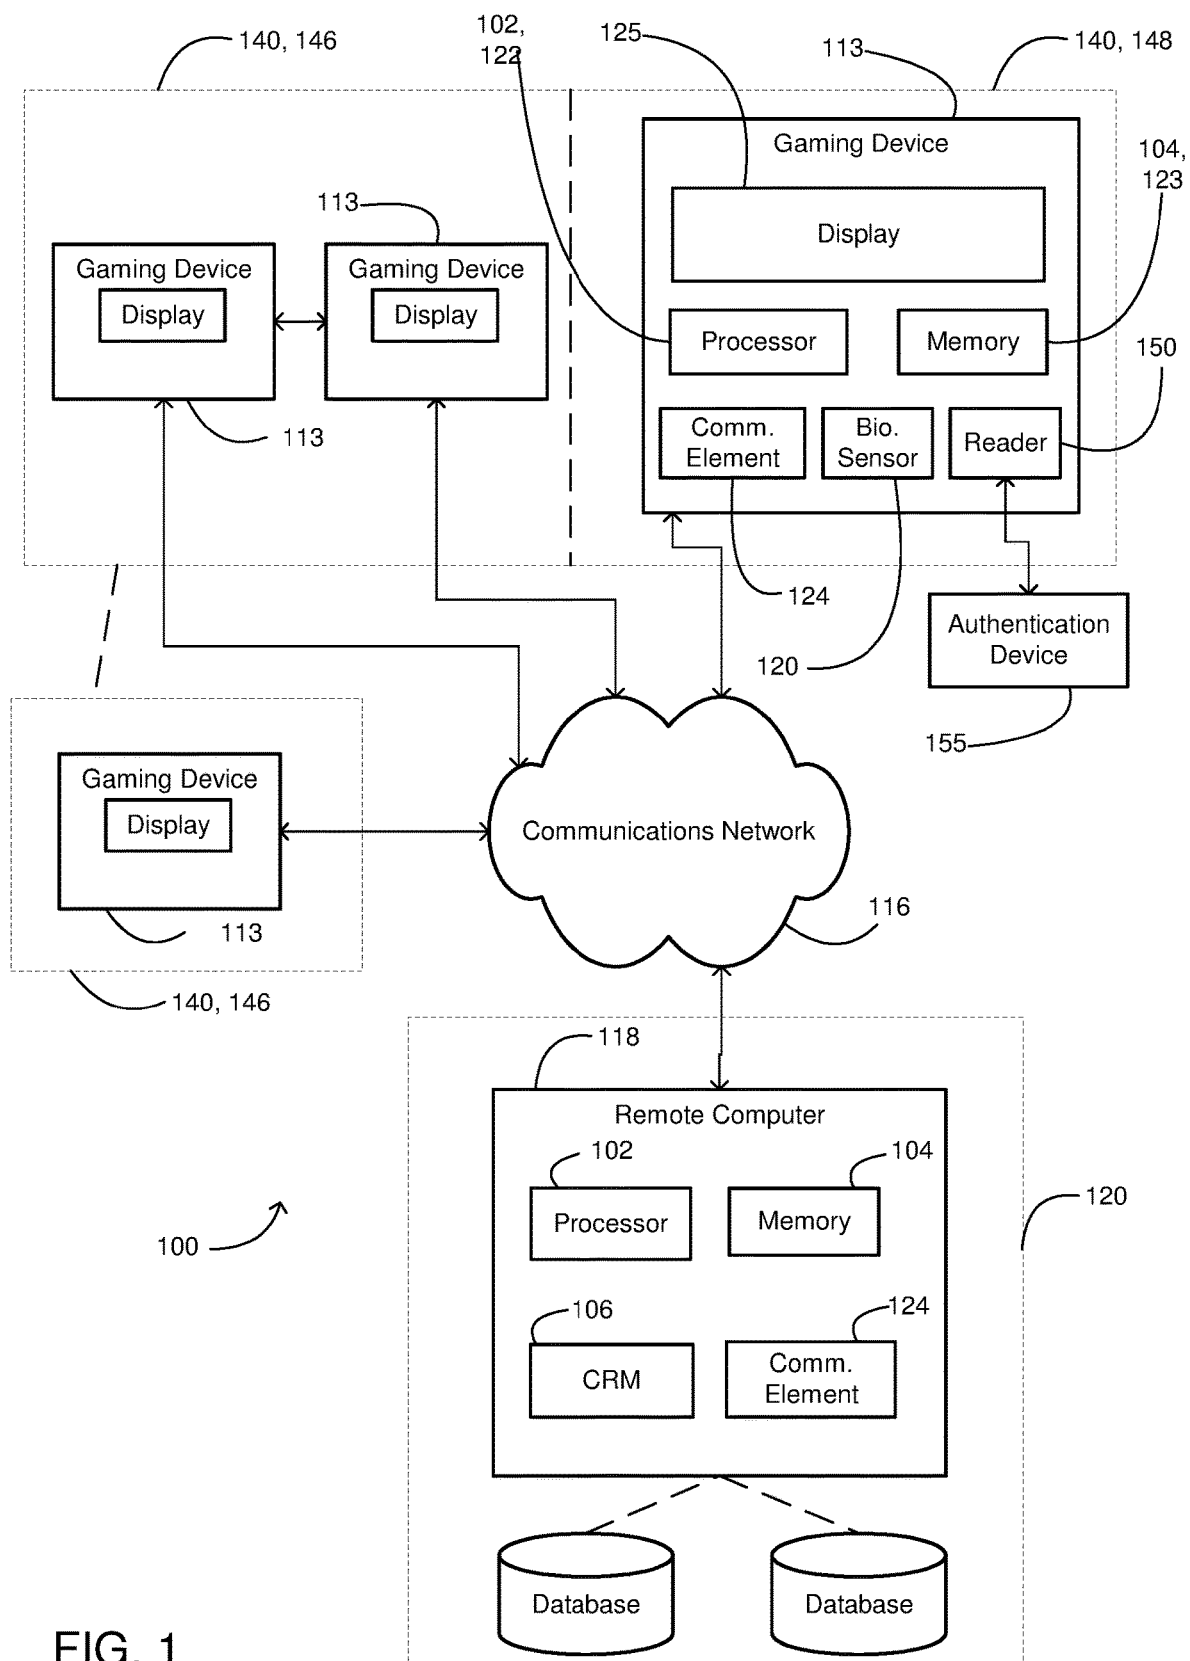 140, 146
102,
122
125
113
140, 148
Gaming Device
104,
123
Display
113
Gaming Device
Display
Gaming Device
Display
Processor
Memory
150
113
Comm.
Element
Bio.
Sensor
Reader
124
120
Authentication
Device
155
Gaming Device
Display
Communications Network
113
116
140, 146
118
Remote Computer
102
104
Processor
Memory
120
100
106
124
CRM
Comm.
Element
Database
Database
FIG. 1